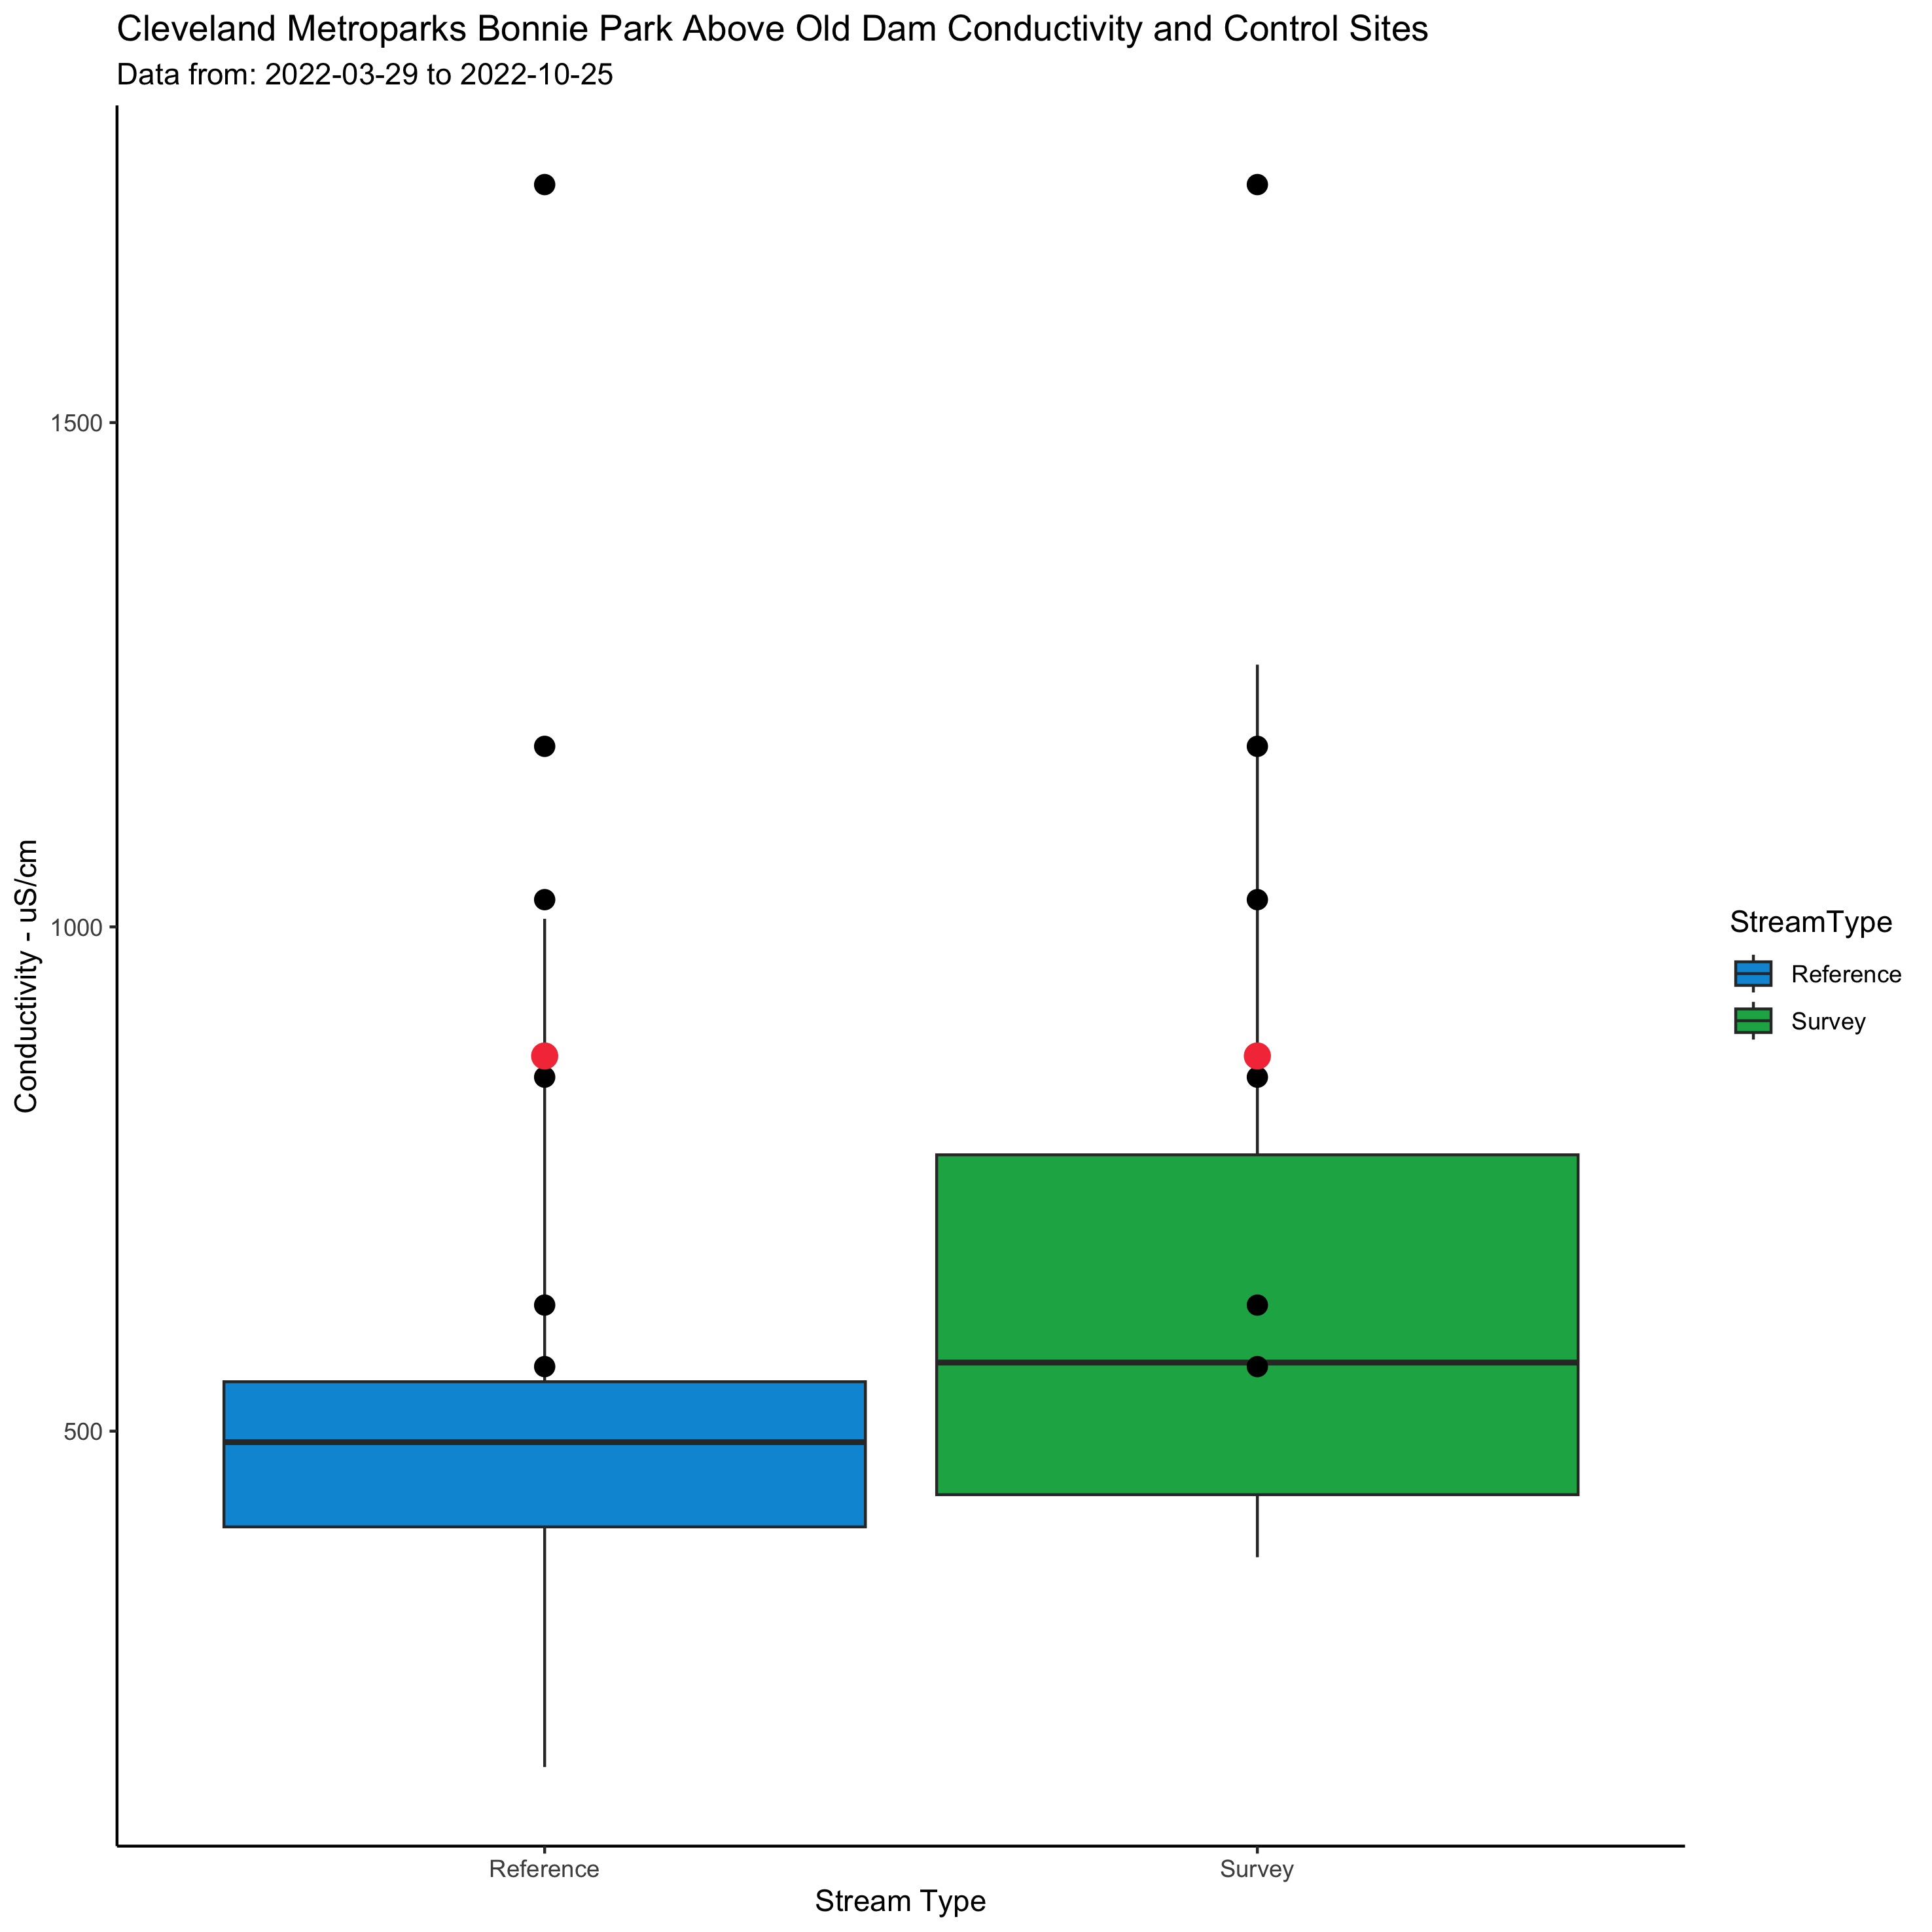 Cleveland Metroparks Bonnie Park Above Old Dam Conductivity and Control Sites
Data from: 2022-03-29 to 2022-10-25
Conductivity - uS/cm
1500
1000
500
Reference
Survey
Stream Type
StreamType
Reference
Survey